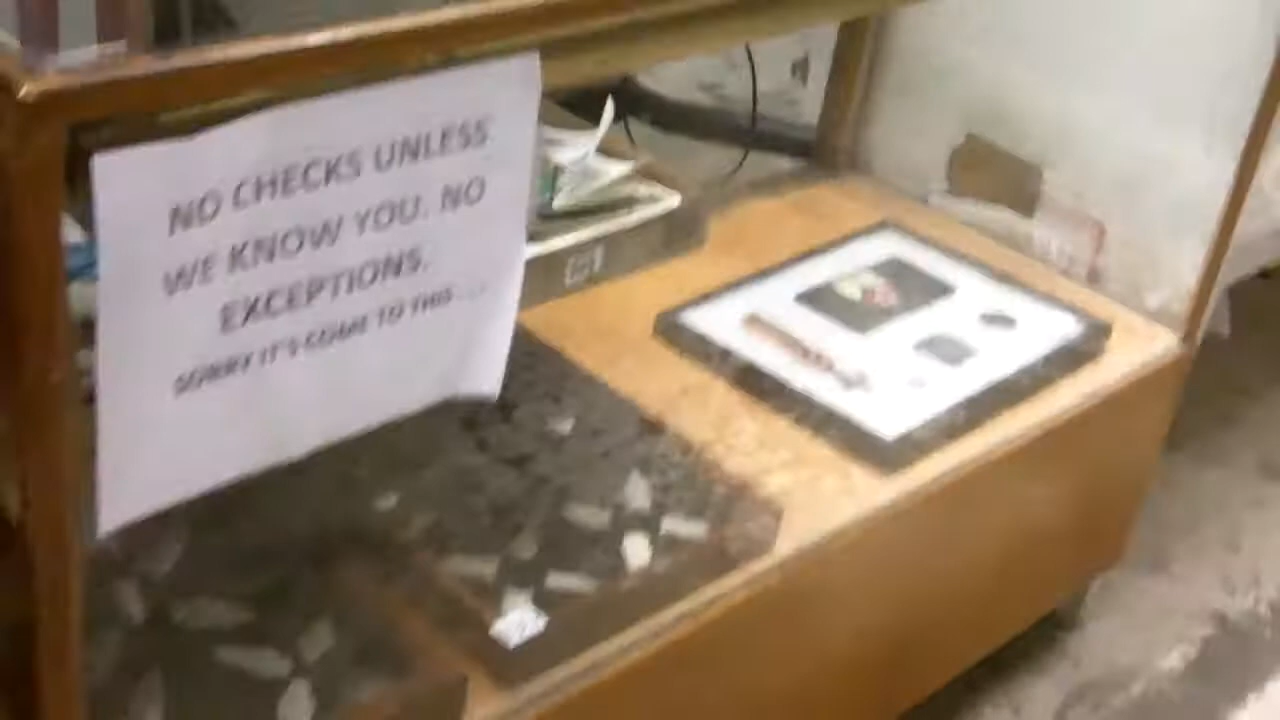 NO CHECKS UNLESS
WE KNOW YOU. NO
EXCEPTIONS.
SORRY IT'S COME TO THIS...